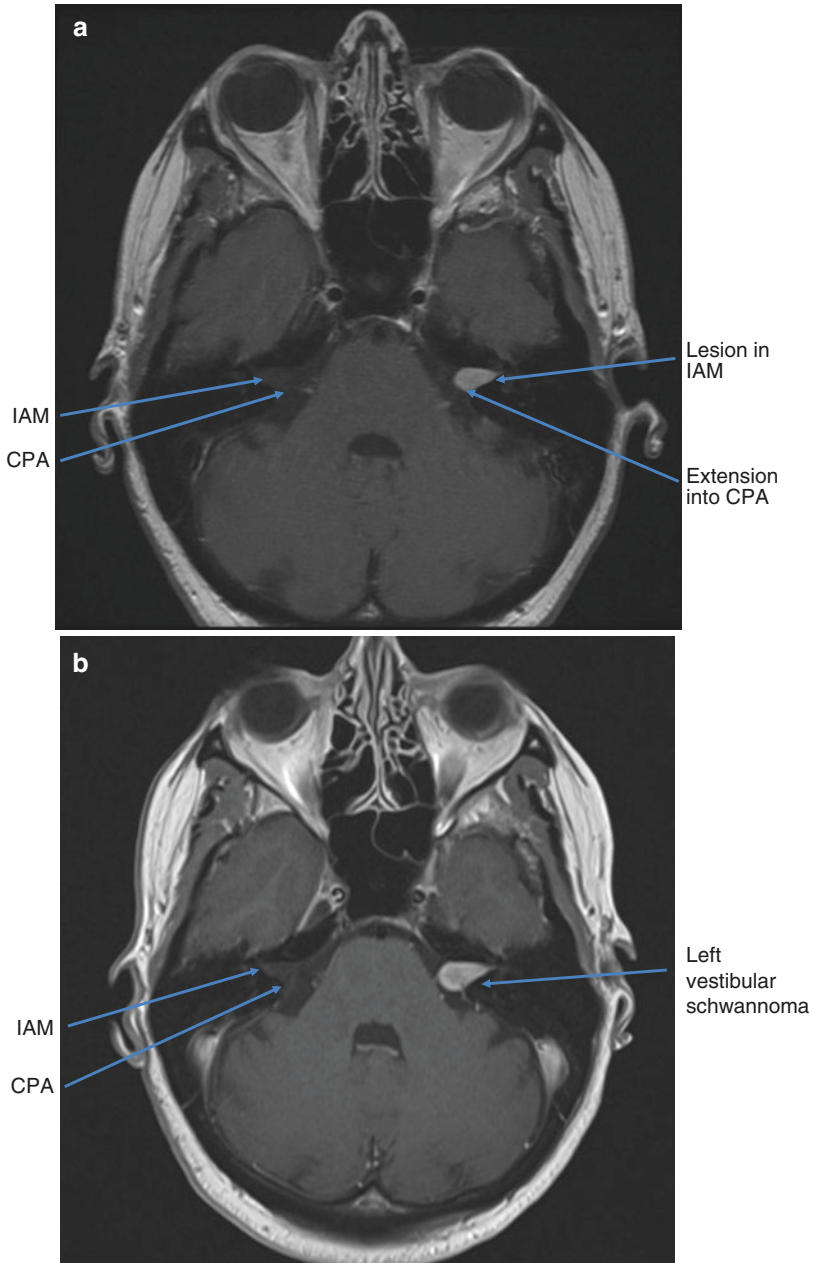 a
Lesion in
IAM
IAM
CPA
Extension
into CPA
b
Left
vestibular
schwannoma
IAM
CPA